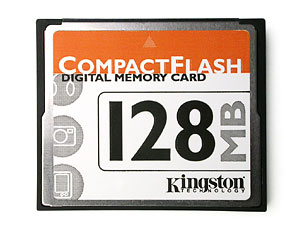 COMPACTFLASH
DIGITAL MEMORY CARD
128 MB
Kingston
TECHNOLOGY